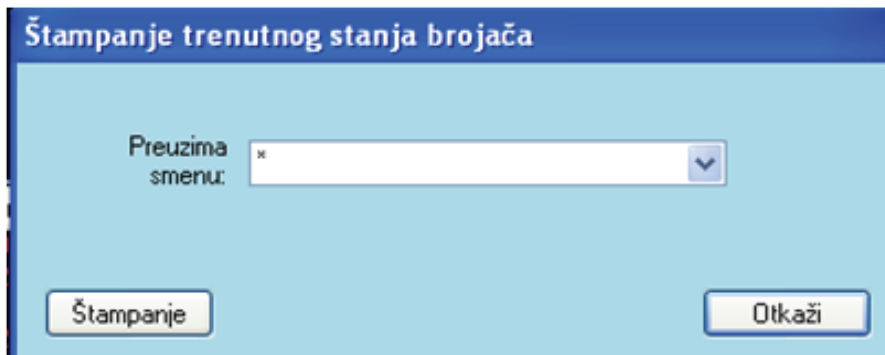 Štampanje trenutnog stanja brojača
Preuzima
smenu:
*
Štampanje
Otkaži